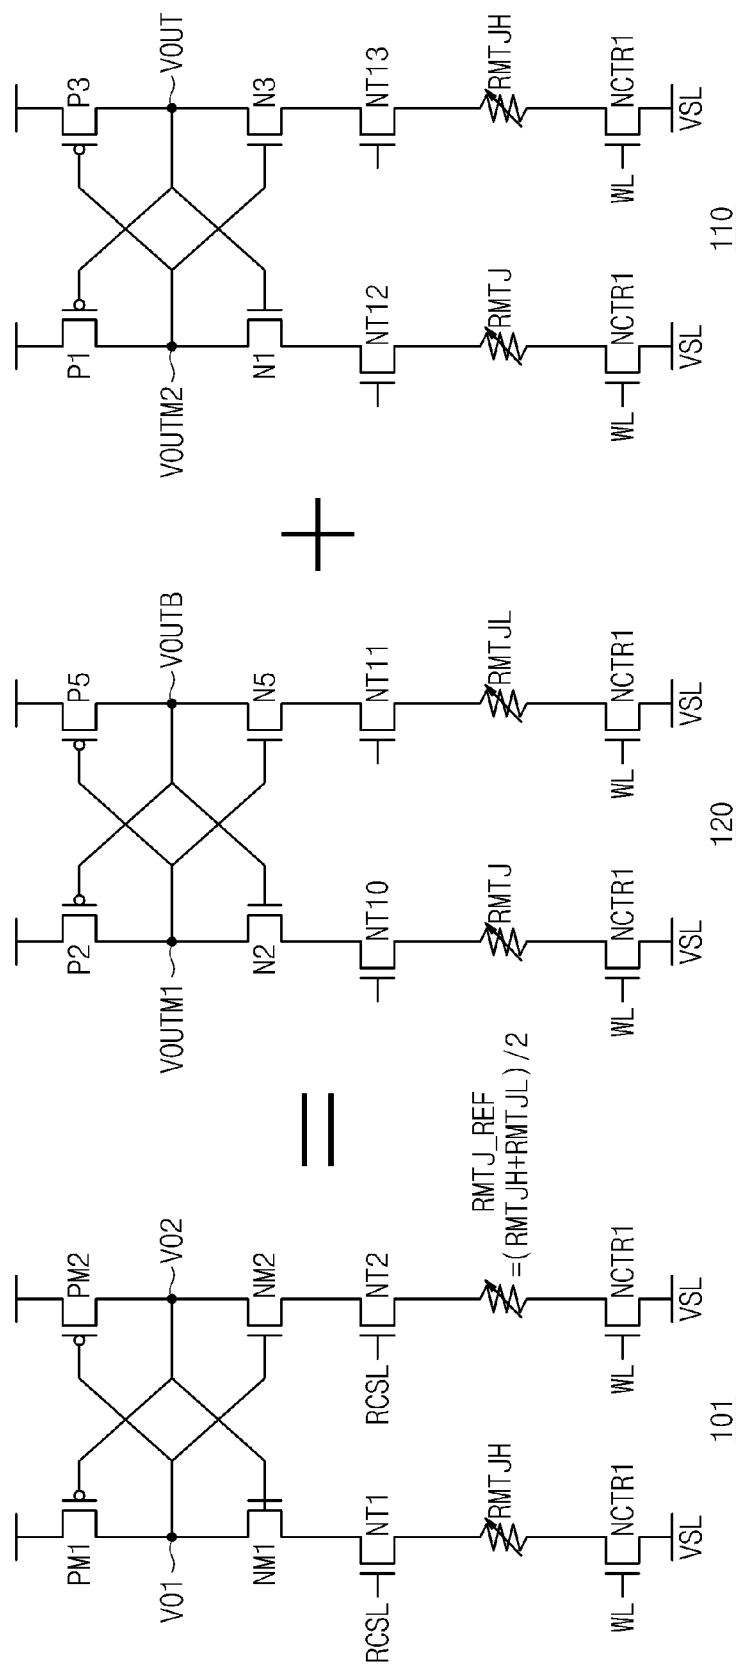 PM1
PM2
VO1
VO2
NM1
NM2
NT1
NT2
RCSL
RCSL
RMTJH
RMTJ_REF
=(RMTJH+RMTJL)/2
NCTR1
NCTR1
WL
WL
VSL
VSL
101
=
P2
P5
VOUTM1
VOUTB
N2
N5
NT10
NT11
RMTJ
RMTJL
NCTR1
NCTR1
WL
WL
VSL
VSL
120
+
P1
P3
VOUTM2
VOUT
N1
N3
NT12
NT13
RMTJ
RMTJH
NCTR1
NCTR1
WL
WL
VSL
VSL
110